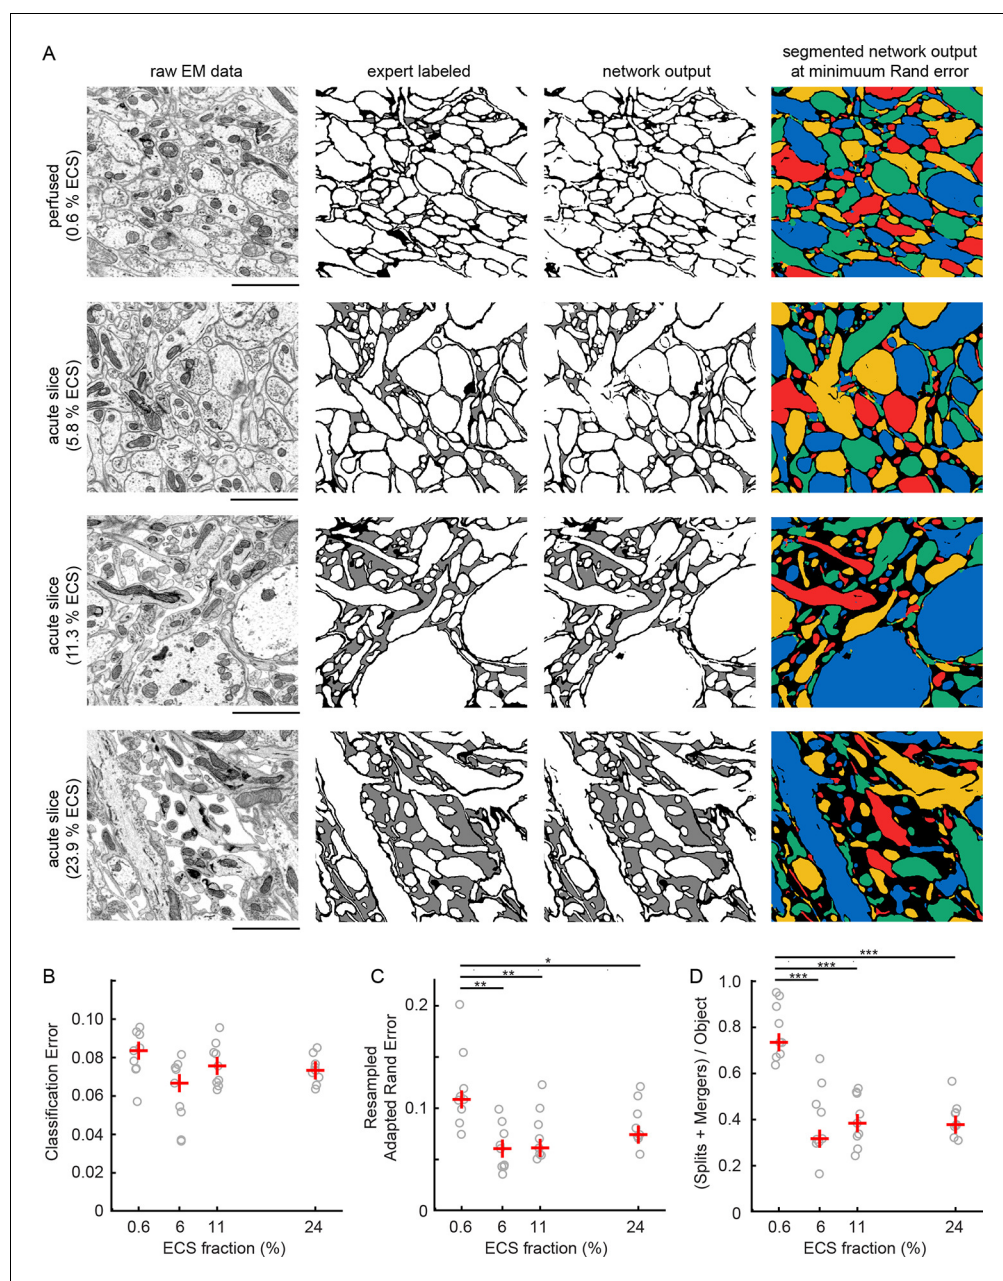 A
raw EM data
expert labeled
network output
segmented network output
at minimuum Rand error
perfused
(0.6 % ECS)
acute slice
(5.8 % ECS)
acute slice
(11.3 % ECS)
acute slice
(23.9 % ECS)
B
Classification Error
0.10
0.08
0.06
0.04
0.02
0
0.6
6
11
24
ECS fraction (%)
C
Resampled
Adapted Rand Error
*
**
**
0.2
0.1
0
0.6
6
11
24
ECS fraction (%)
D
(Splits + Mergers) / Object
***
***
***
1.0
0.8
0.6
0.4
0.2
0
0.6
6
11
24
ECS fraction (%)